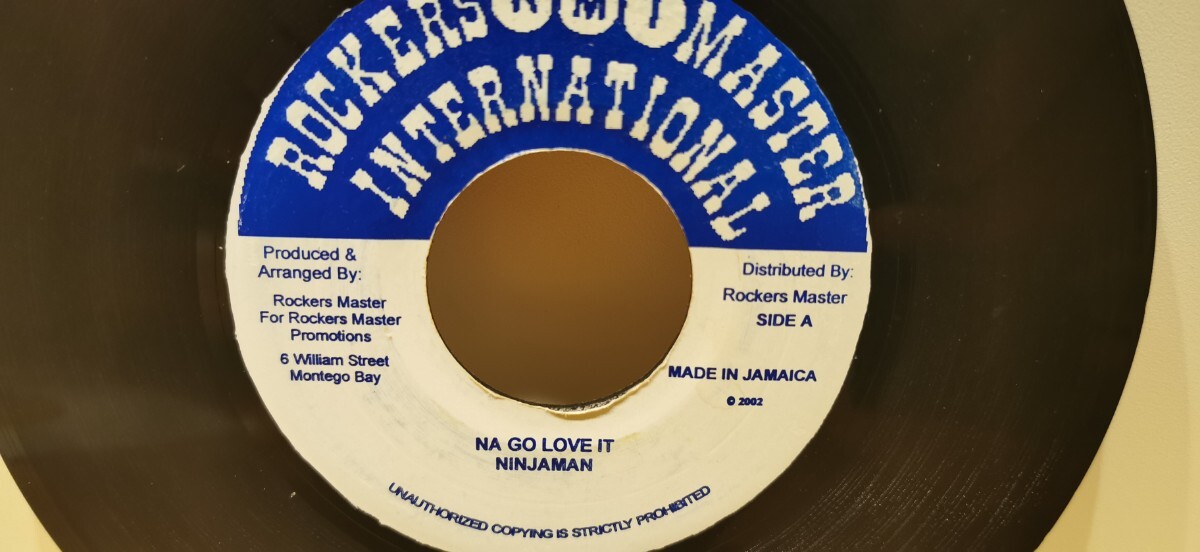 ROCKERS RMI MASTER
INTERNATIONAL
Produced &
Arranged By:
Rockers Master
For Rockers Master
Promotions
6 William Street
Montego Bay
Distributed By:
Rockers Master
SIDE A
MADE IN JAMAICA
© 2002
NA GO LOVE IT
NINJAMAN
UNAUTHORIZED COPYING IS STRICTLY PROHIBITED